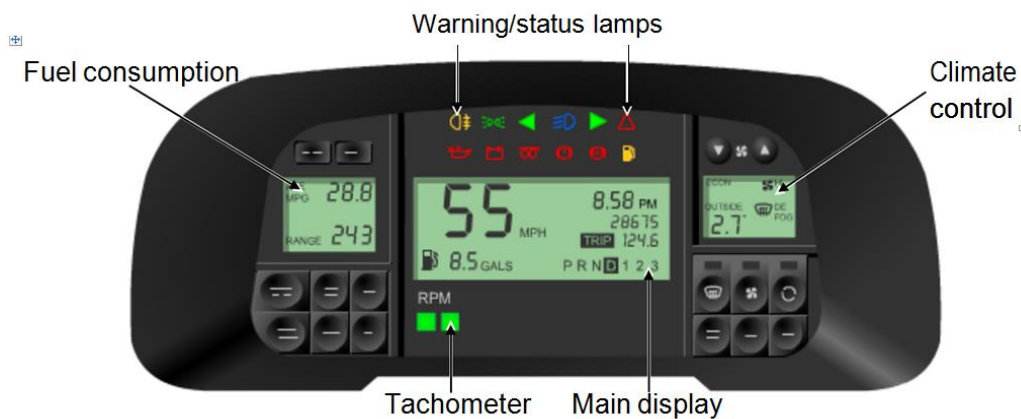 Warning/status lamps
Fuel consumption
Climate
control
MPG 28.8
RANGE 243
55 MPH
8.58 PM
28675
TRIP 124.6
8.5 GALS
P R N D 1 2 3
ECON
OUTSIDE
2.7°
DE
FOG
RPM
Tachometer
Main display